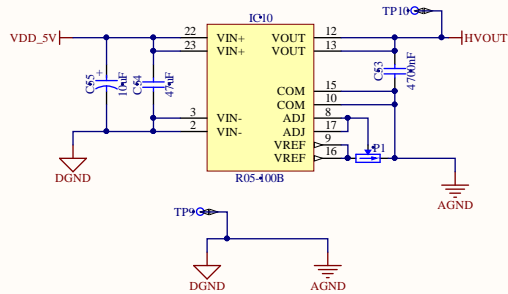 TP10
IC10
VDD_5V
22
VIN+
VOUT
12
HVOUT
23
VIN+
VOUT
13
C55
10uF
C54
47uF
C53
4700nF
COM
15
COM
10
3
VIN-
ADJ
8
2
VIN-
ADJ
17
VREF
9
VREF
16
P1
DGND
R05-100B
AGND
TP9
DGND
AGND